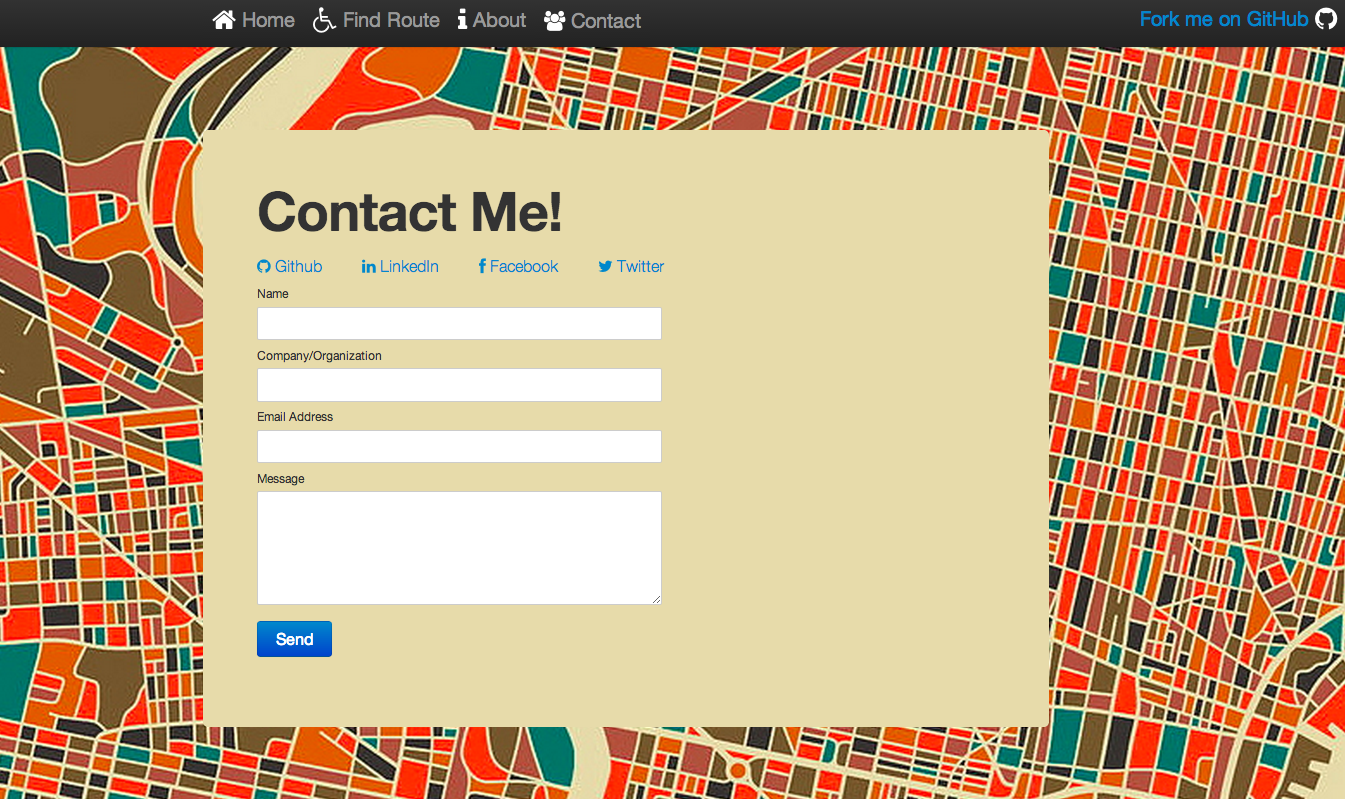 Home Find Route About Contact Fork me on GitHub
Contact Me!
Github LinkedIn Facebook Twitter
Name
Company/Organization
Email Address
Message
Send